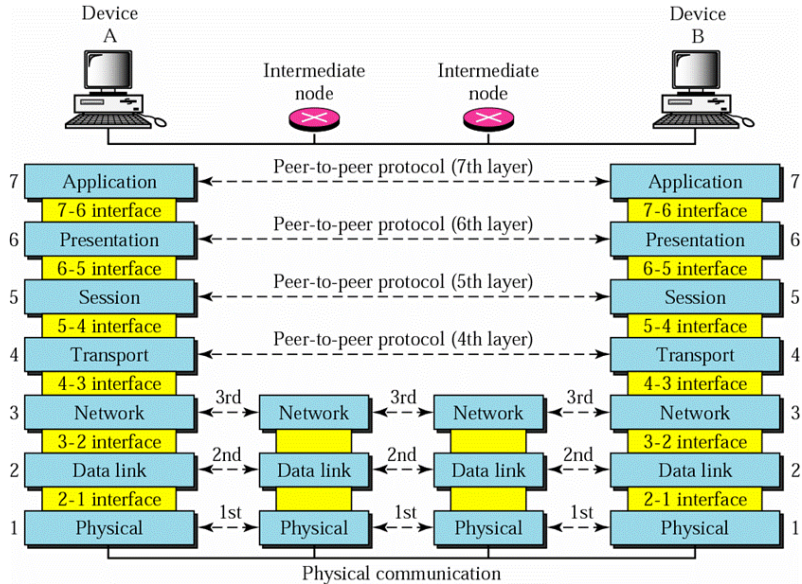 Device
A
Device
B
Intermediate
node
Intermediate
node
7 Application Peer-to-peer protocol (7th layer) Application 7
7-6 interface 7-6 interface
6 Presentation Peer-to-peer protocol (6th layer) Presentation 6
6-5 interface 6-5 interface
5 Session Peer-to-peer protocol (5th layer) Session 5
5-4 interface 5-4 interface
4 Transport Peer-to-peer protocol (4th layer) Transport 4
4-3 interface 4-3 interface
3 Network 3rd Network 3rd Network 3rd Network 3
3-2 interface 3-2 interface
2 Data link 2nd Data link 2nd Data link 2nd Data link 2
2-1 interface 2-1 interface
1 Physical 1st Physical 1st Physical 1st Physical 1
Physical communication